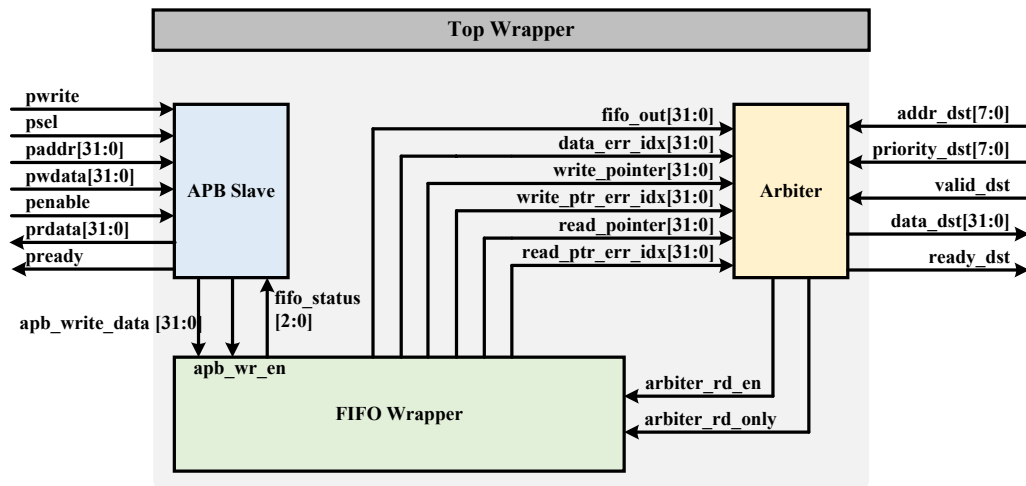 Top Wrapper
pwrite
psel
paddr[31:0]
pwdata[31:0]
penable
prdata[31:0]
pready
APB Slave
fifo_out[31:0]
data_err_idx[31:0]
write_pointer[31:0]
write_ptr_err_idx[31:0]
read_pointer[31:0]
read_ptr_err_idx[31:0]
Arbiter
addr_dst[7:0]
priority_dst[7:0]
valid_dst
data_dst[31:0]
ready_dst
apb_write_data [31:0]
fifo_status
[2:0]
apb_wr_en
FIFO Wrapper
arbiter_rd_en
arbiter_rd_only